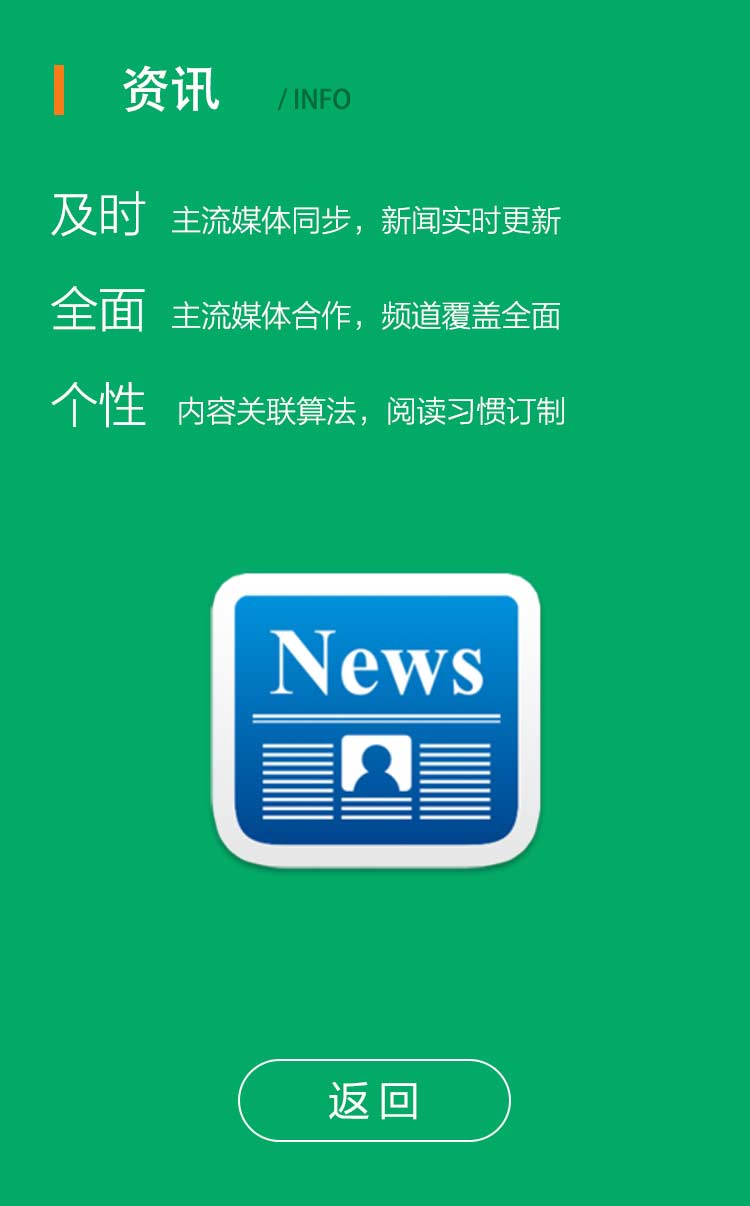 资讯 / INFO
及时 主流媒体同步，新闻实时更新
全面 主流媒体合作，频道覆盖全面
个性 内容关联算法，阅读习惯订制
News
返回